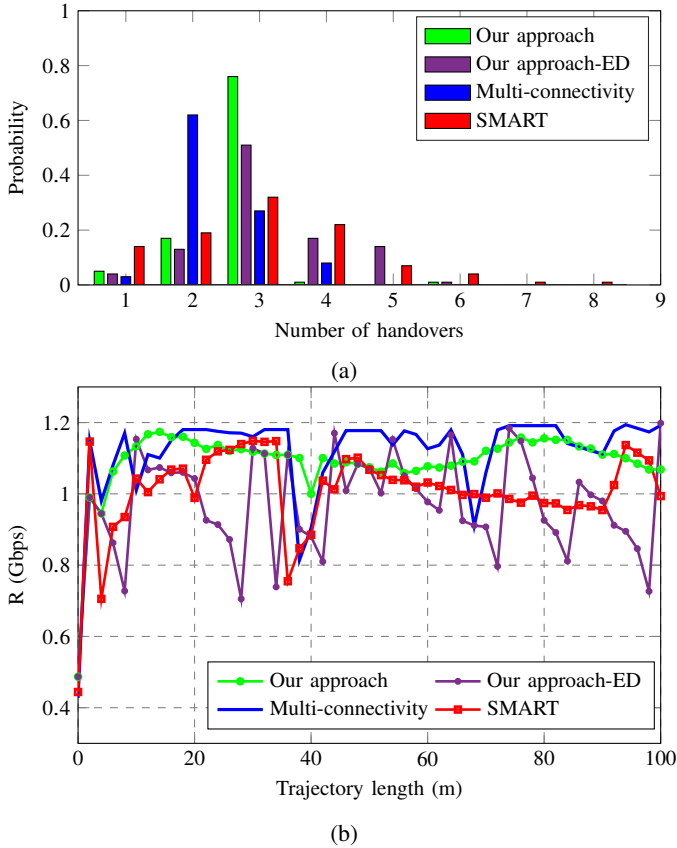 1
0.8
0.6
0.4
0.2
0
Probability
Our approach
Our approach-ED
Multi-connectivity
SMART
1 2 3 4 5 6 7 8 9
Number of handovers
(a)
1.2
1
0.8
0.6
0.4
R (Gbps)
Our approach
Our approach-ED
Multi-connectivity
SMART
0 20 40 60 80 100
Trajectory length (m)
(b)